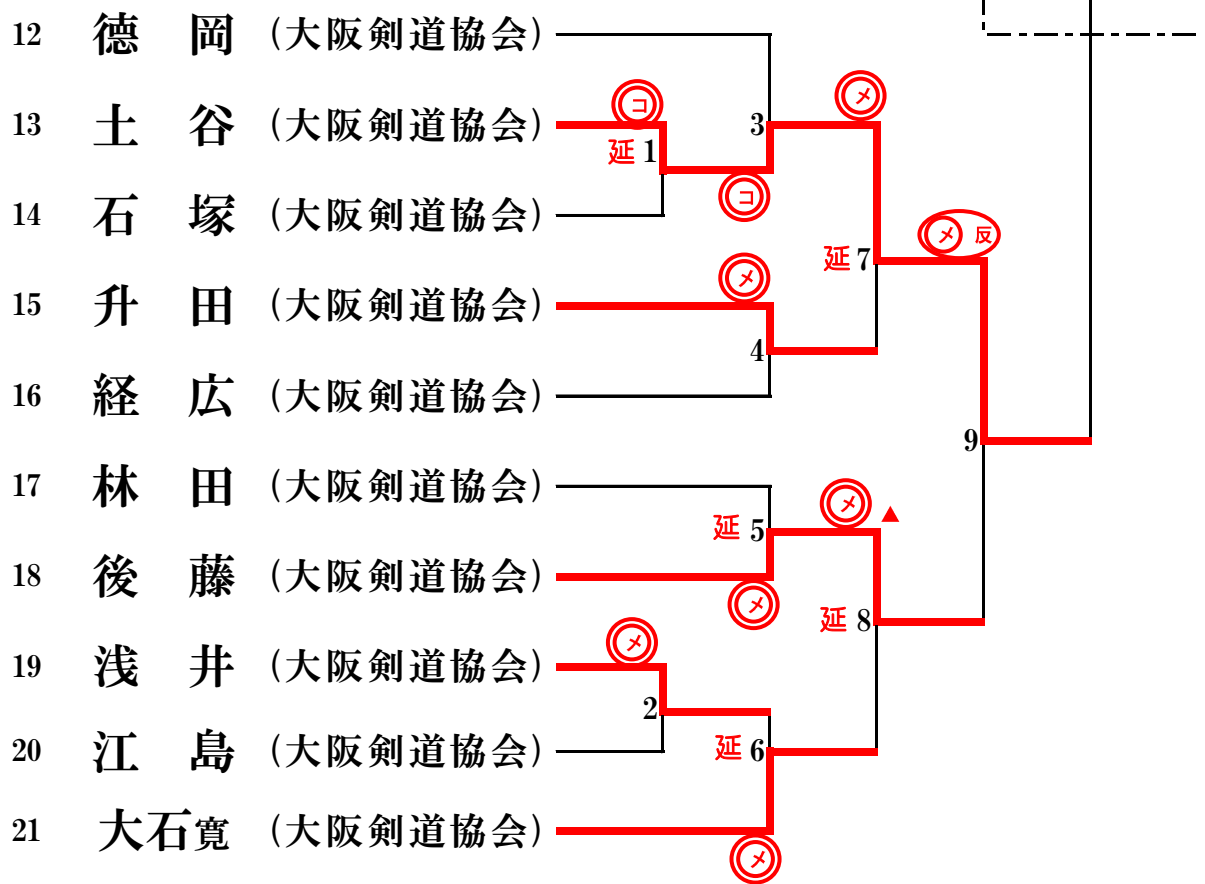 12 德 岡 (大阪剣道協会)
コ メ
13 土 谷 (大阪剣道協会) 3
延 1
コ
14 石 塚 (大阪剣道協会)
メ 反
延 7
メ
15 升 田 (大阪剣道協会)
4
16 経 広 (大阪剣道協会)
9
17 林 田 (大阪剣道協会)
メ ▲
延 5
18 後 藤 (大阪剣道協会)
メ
延 8
メ
19 浅 井 (大阪剣道協会)
2
20 江 島 (大阪剣道協会) 延 6
21 大石寛 (大阪剣道協会)
メ